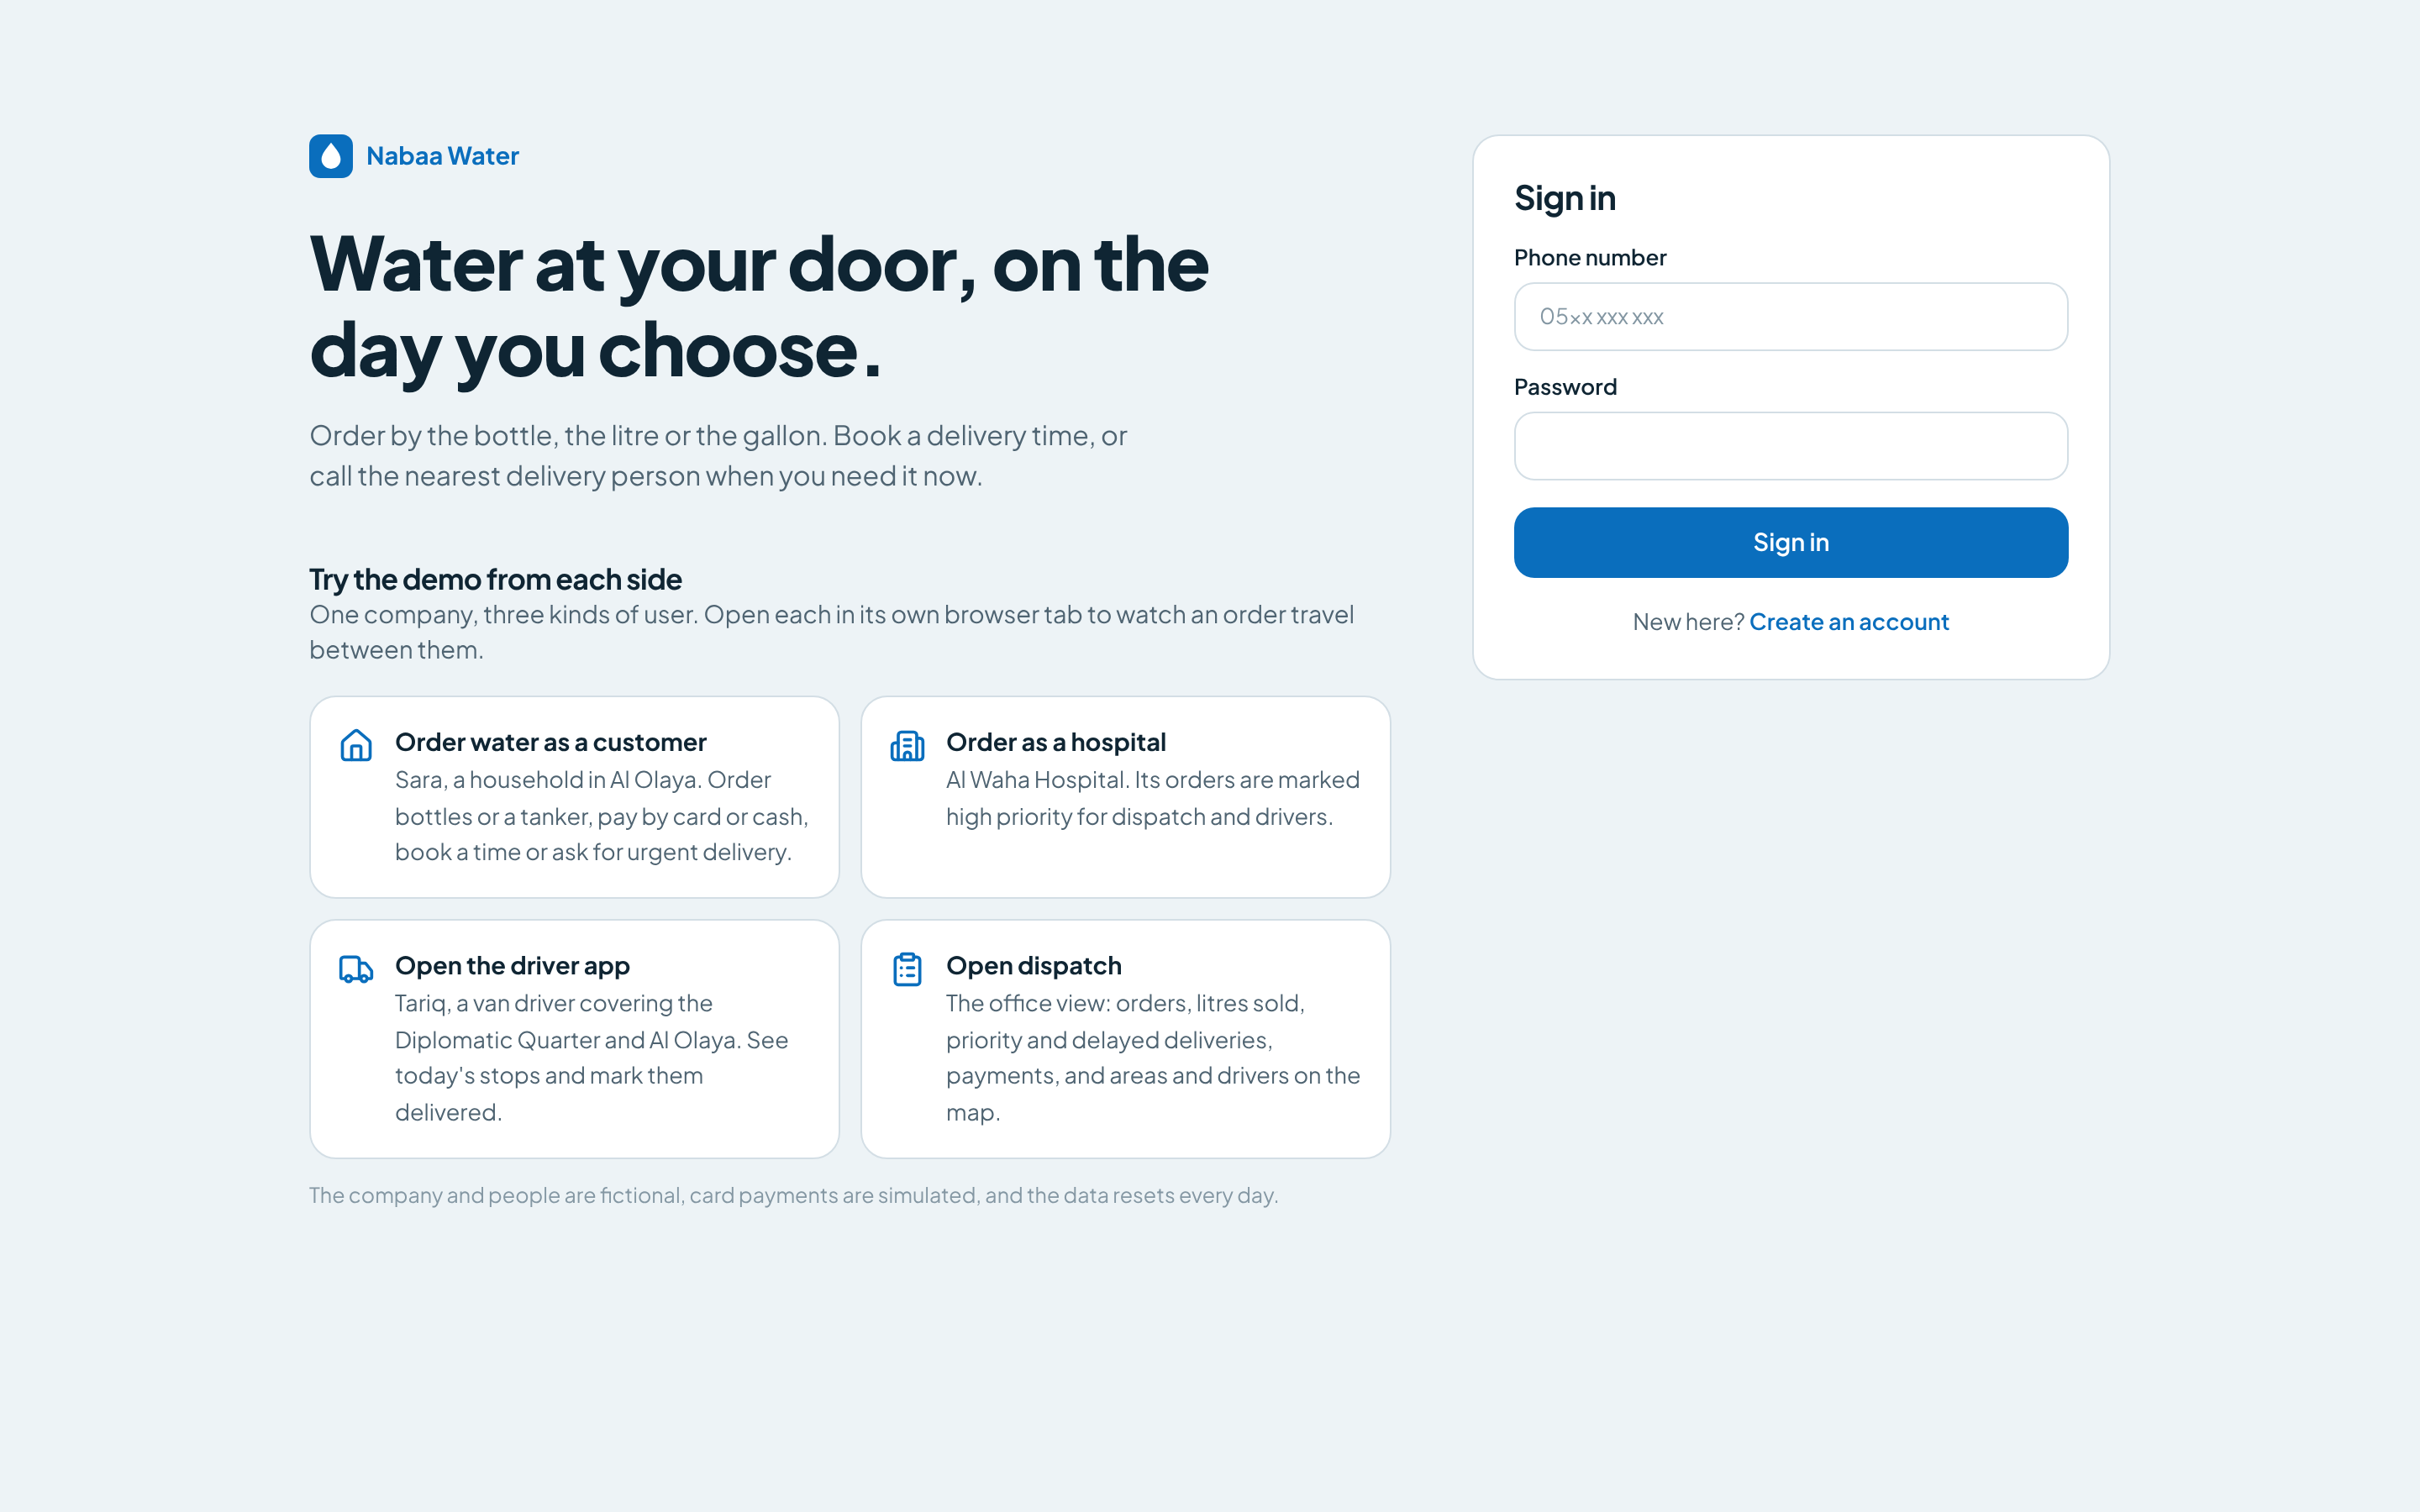 Nabaa Water
Water at your door, on the
day you choose.
Order by the bottle, the litre or the gallon. Book a delivery time, or
call the nearest delivery person when you need it now.
Try the demo from each side
One company, three kinds of user. Open each in its own browser tab to watch an order travel
between them.
Order water as a customer
Sara, a household in Al Olaya. Order
bottles or a tanker, pay by card or cash,
book a time or ask for urgent delivery.
Order as a hospital
Al Waha Hospital. Its orders are marked
high priority for dispatch and drivers.
Open the driver app
Tariq, a van driver covering the
Diplomatic Quarter and Al Olaya. See
today's stops and mark them
delivered.
Open dispatch
The office view: orders, litres sold,
priority and delayed deliveries,
payments, and areas and drivers on the
map.
The company and people are fictional, card payments are simulated, and the data resets every day.
Sign in
Phone number
05xx xxx xxx
Password
Sign in
New here? Create an account